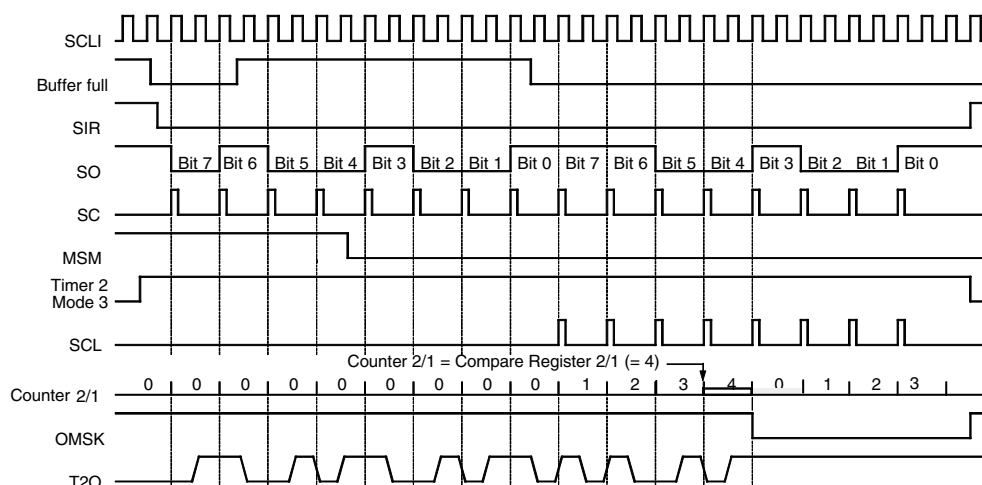 SCLI
Buffer full
SIR
SO Bit 7 Bit 6 Bit 5 Bit 4 Bit 3 Bit 2 Bit 1 Bit 0 Bit 7 Bit 6 Bit 5 Bit 4 Bit 3 Bit 2 Bit 1 Bit 0
SC
MSM
Timer 2
Mode 3
SCL
Counter 2/1 = Compare Register 2/1 (= 4)
Counter 2/1 0 0 0 0 0 0 0 0 0 1 2 3 4 0 1 2 3
OMSK
T2O